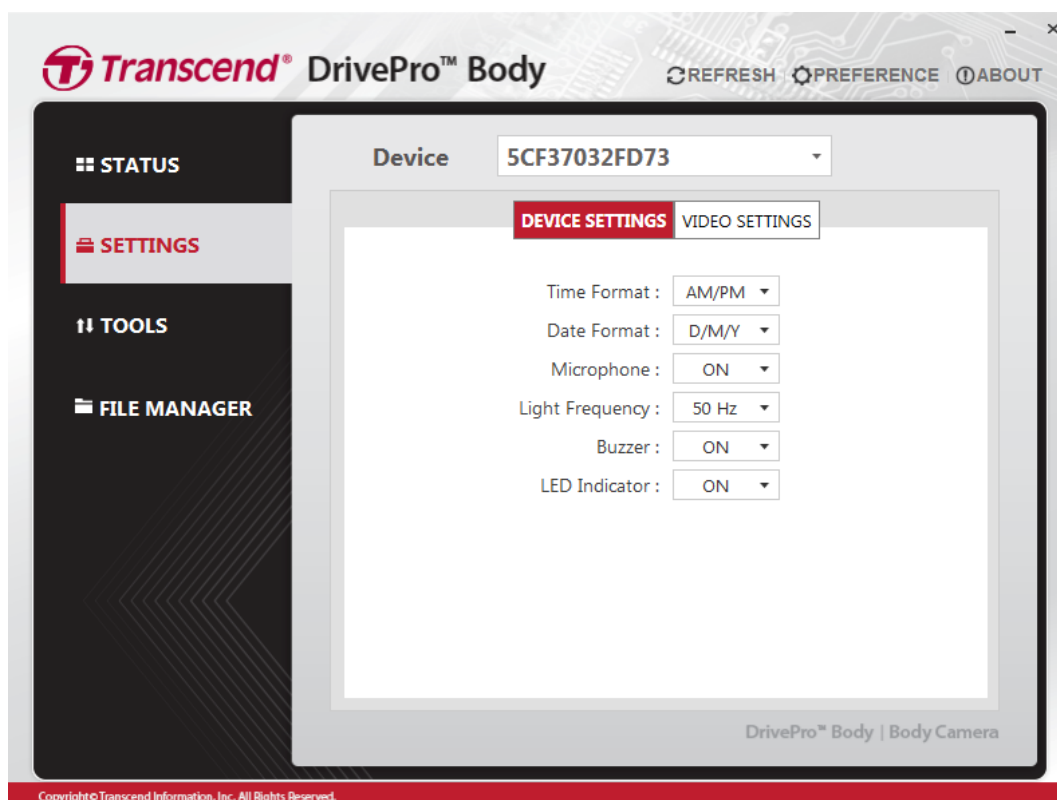 Transcend® DrivePro™ Body
REFRESH PREFERENCE ABOUT
STATUS
SETTINGS
TOOLS
FILE MANAGER
Device 5CF37032FD73
DEVICE SETTINGS VIDEO SETTINGS
Time Format : AM/PM
Date Format : D/M/Y
Microphone : ON
Light Frequency : 50 Hz
Buzzer : ON
LED Indicator : ON
DrivePro™ Body | Body Camera
Copyright© Transcend Information, Inc. All Rights Reserved.